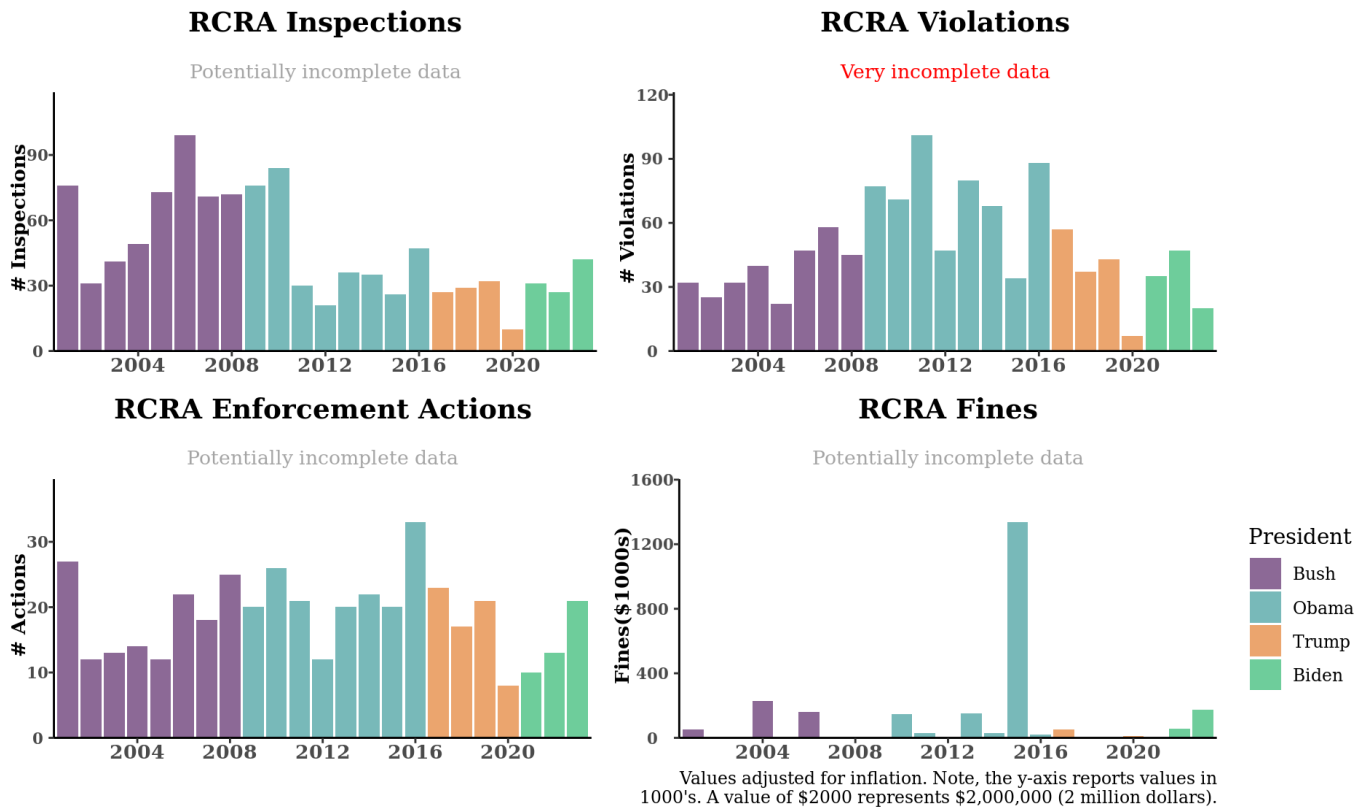 RCRA Inspections
Potentially incomplete data
# Inspections
90
60
30
0
2004 2008 2012 2016 2020
RCRA Violations
Very incomplete data
# Violations
120
90
60
30
0
2004 2008 2012 2016 2020
RCRA Enforcement Actions
Potentially incomplete data
# Actions
30
20
10
0
2004 2008 2012 2016 2020
RCRA Fines
Potentially incomplete data
Fines($1000s)
1600
1200
800
400
0
2004 2008 2012 2016 2020
President
Bush
Obama
Trump
Biden
Values adjusted for inflation. Note, the y-axis reports values in
1000's. A value of $2000 represents $2,000,000 (2 million dollars).